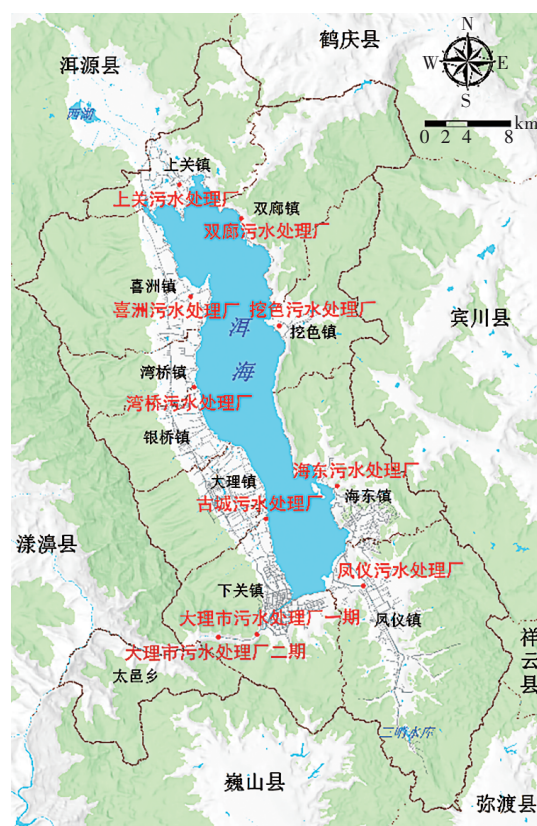 鹤庆县
N
洱源县
W
E
S
西湖
0 2 4 8 km
上关镇
上关污水处理厂
双廊镇
双廊污水处理厂
喜洲镇
喜洲污水处理厂
挖色污水处理厂
宾川县
洱
挖色镇
海
湾桥镇
湾桥污水处理厂
银桥镇
海东污水处理厂
大理镇
海东镇
古城污水处理厂
漾濞县
凤仪污水处理厂
下关镇
大理市污水处理厂一期
凤仪镇
大理市污水处理厂二期
祥云县
太邑乡
三哨水库
巍山县
弥渡县